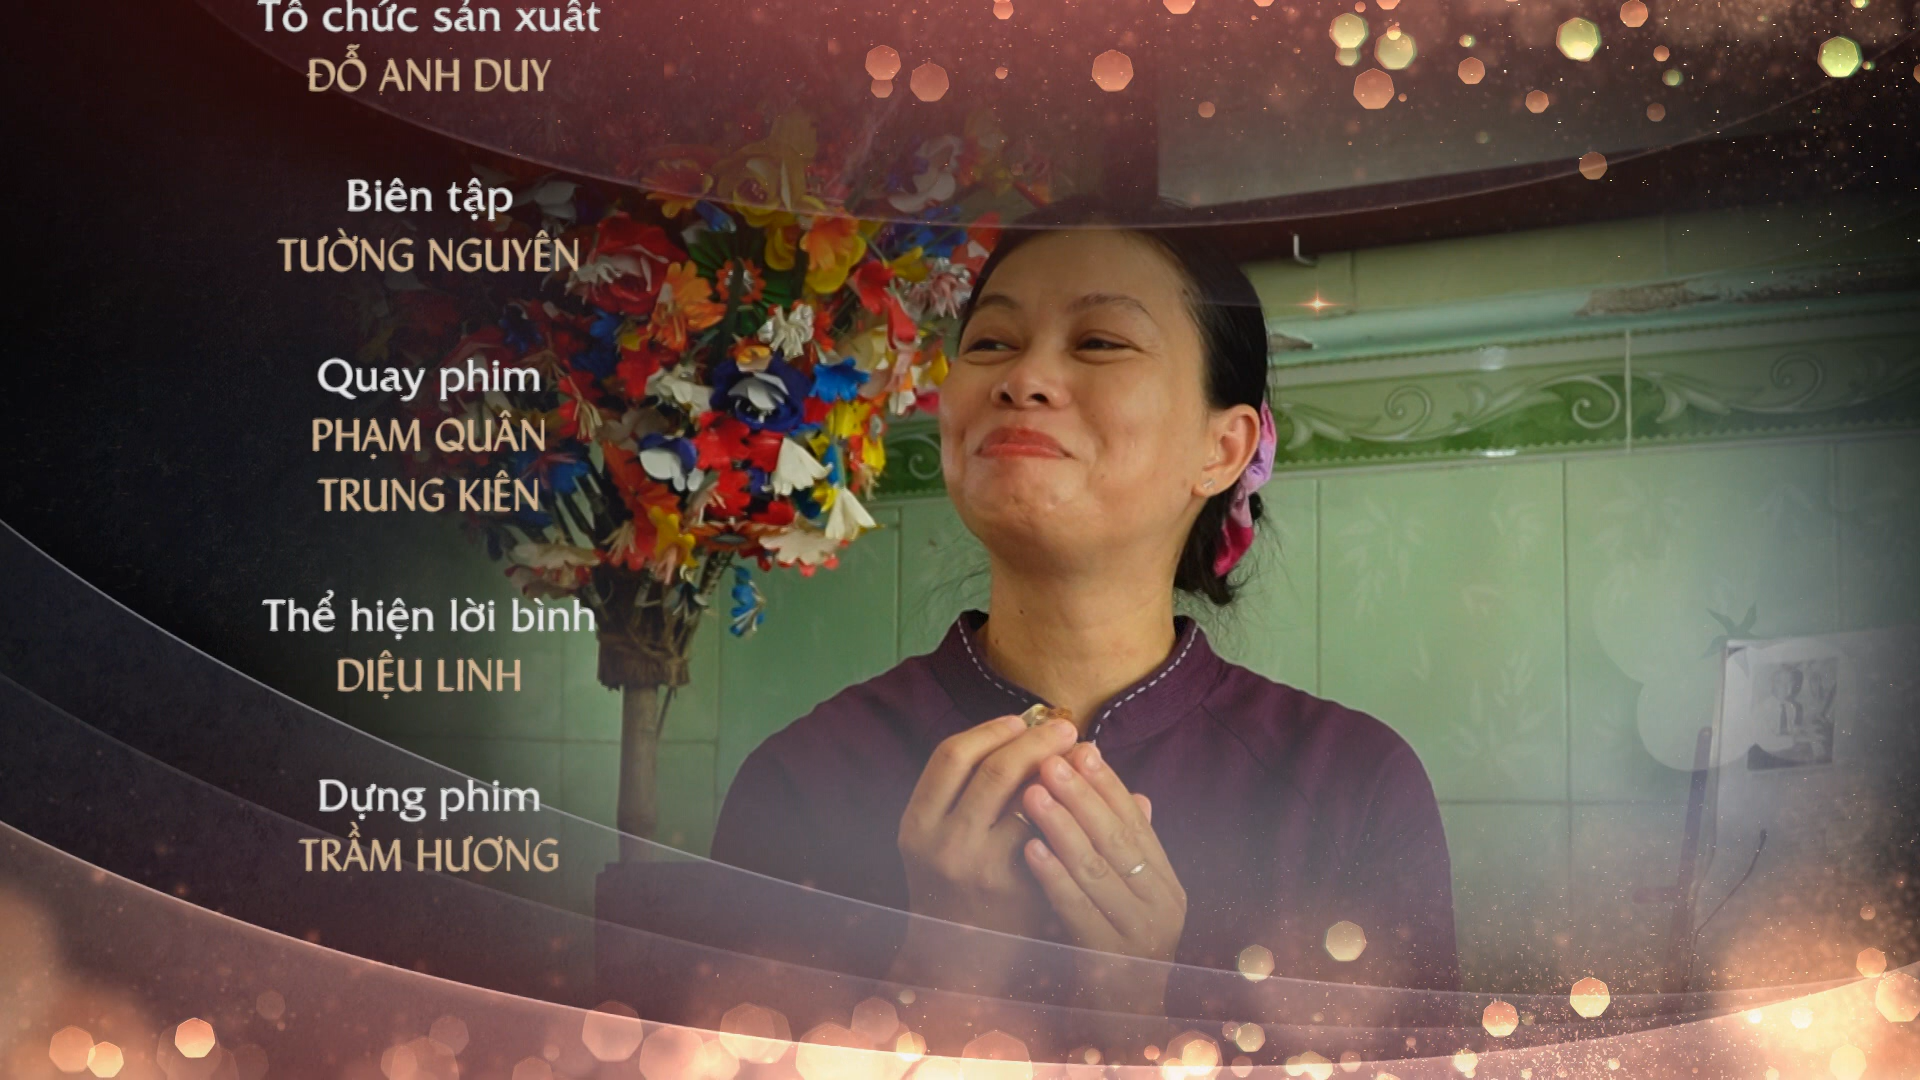 Tổ chức sản xuất
ĐỖ ANH DUY
Biên tập
TƯỜNG NGUYÊN
Quay phim
PHẠM QUÂN
TRUNG KIÊN
Thể hiện lời bình
DIỆU LINH
Dựng phim
TRẦM HƯƠNG